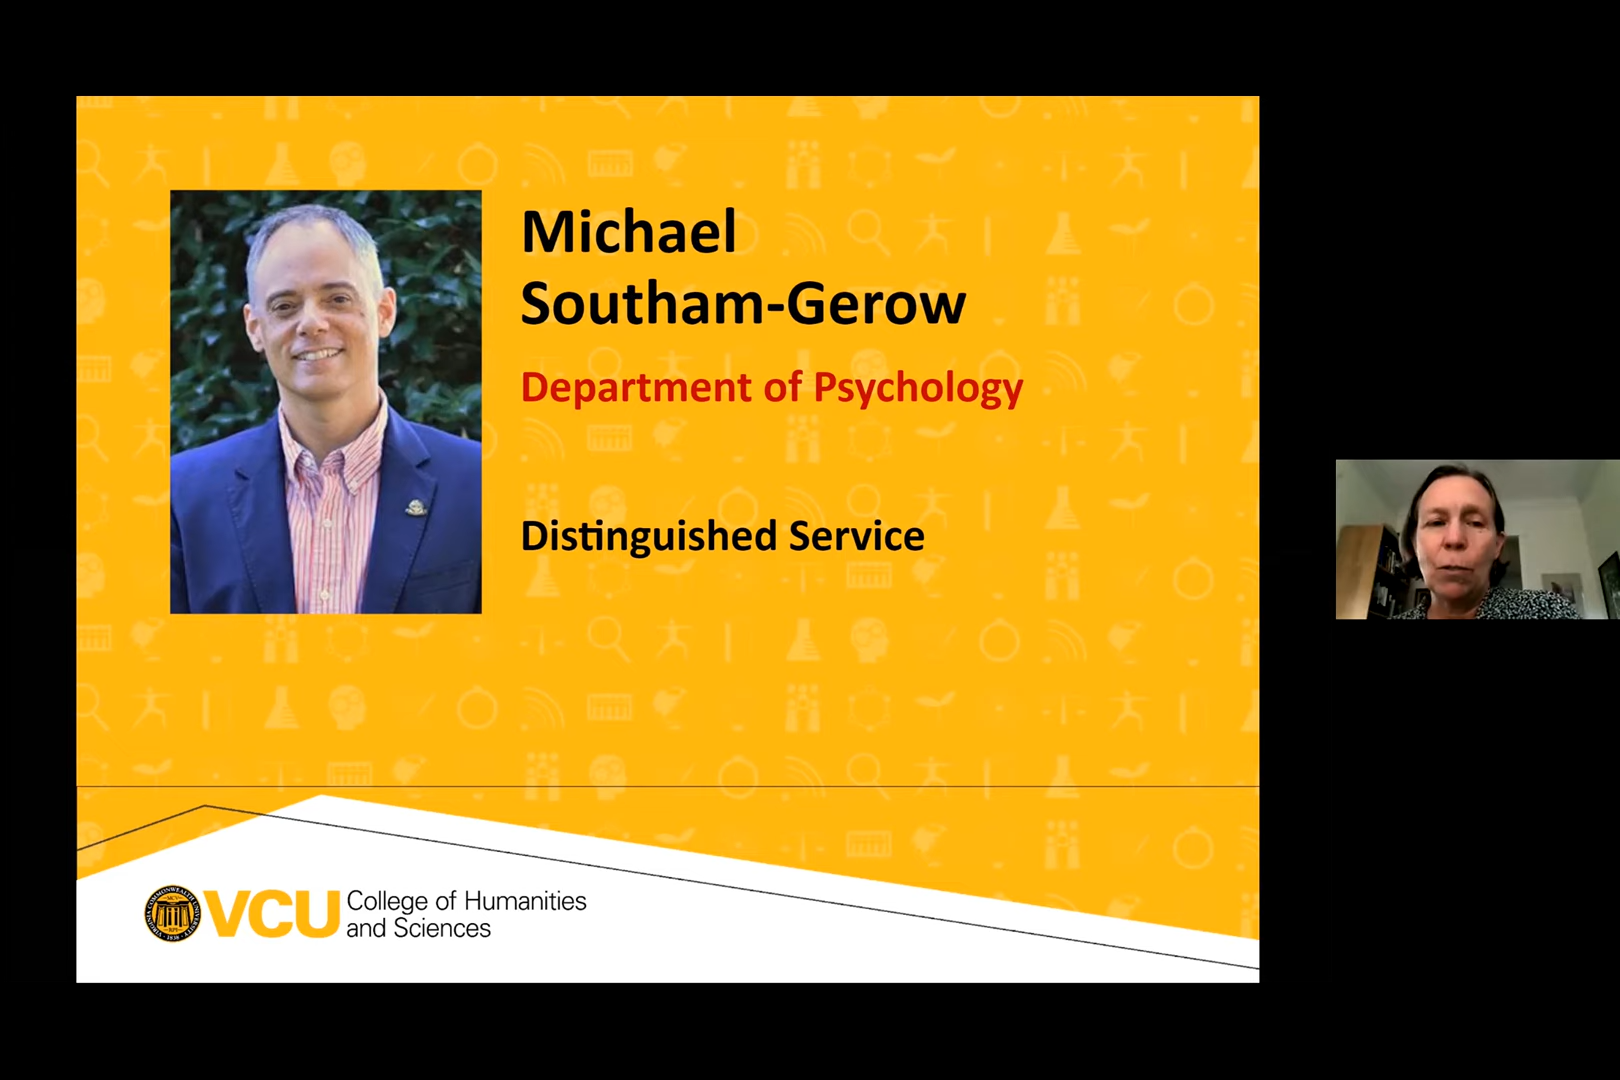 Michael
Southam-Gerow
Department of Psychology
Distinguished Service
VCU College of Humanities
and Sciences